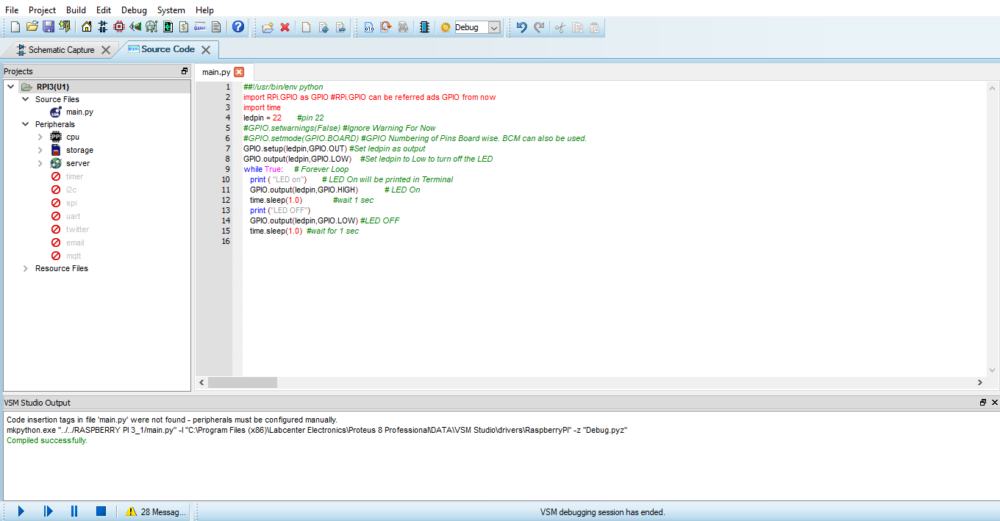 File Project Build Edit Debug System Help
Debug
Schematic Capture Source Code
Projects
main.py
RPI3(U1)
Source Files
main.py
Peripherals
cpu
storage
server
timer
i2c
spi
uart
twitter
email
mqtt
Resource Files
1 ##!/usr/bin/env python
2 import RPi.GPIO as GPIO #RPi.GPIO can be referred ads GPIO from now
3 import time
4 ledpin = 22 #pin 22
5 #GPIO.setwarnings(False) #Ignore Warning For Now
6 #GPIO.setmode(GPIO.BOARD) #GPIO Numbering of Pins Board wise. BCM can also be used.
7 GPIO.setup(ledpin,GPIO.OUT) #Set ledpin as output
8 GPIO.output(ledpin,GPIO.LOW) #Set ledpin to Low to turn off the LED
9 while True: # Forever Loop
10 print ( "LED on") # LED On will be printed in Terminal
11 GPIO.output(ledpin,GPIO.HIGH) # LED On
12 time.sleep(1.0) #wait 1 sec
13 print ("LED OFF")
14 GPIO.output(ledpin,GPIO.LOW) #LED OFF
15 time.sleep(1.0) #wait for 1 sec
16
VSM Studio Output
Code insertion tags in file 'main.py' were not found - peripherals must be configured manually.
mkpython.exe "../../RASPBERRY PI 3_1/main.py" -l "C:\Program Files (x86)\Labcenter Electronics\Proteus 8 Professional\DATA\VSM Studio\drivers\RaspberryPi" -z "Debug.pyz"
Compiled successfully.
28 Messag... VSM debugging session has ended.